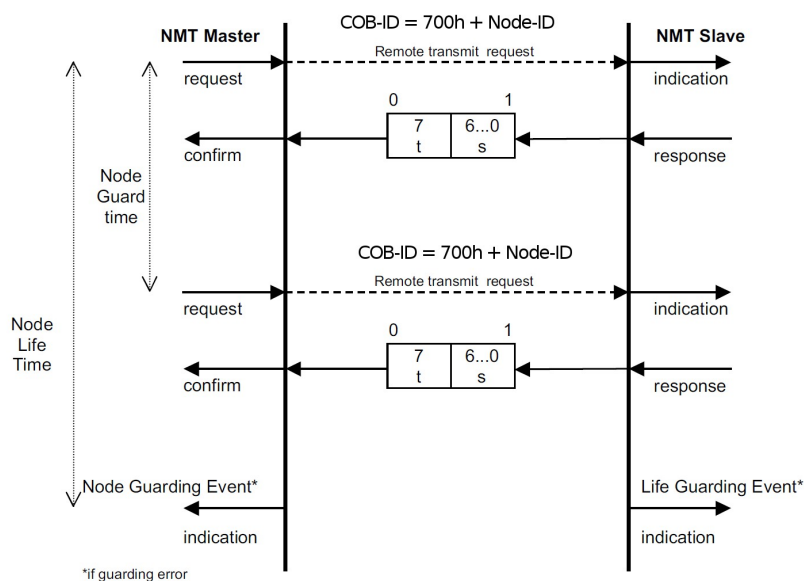 COB-ID = 700h + Node-ID
NMT Master
NMT Slave
Remote transmit request
request
indication
0 1
7 6...0
t s
confirm
response
Node
Guard
time
COB-ID = 700h + Node-ID
Remote transmit request
request
indication
Node
Life
Time
0 1
7 6...0
t s
confirm
response
Node Guarding Event*
Life Guarding Event*
indication
indication
*if guarding error